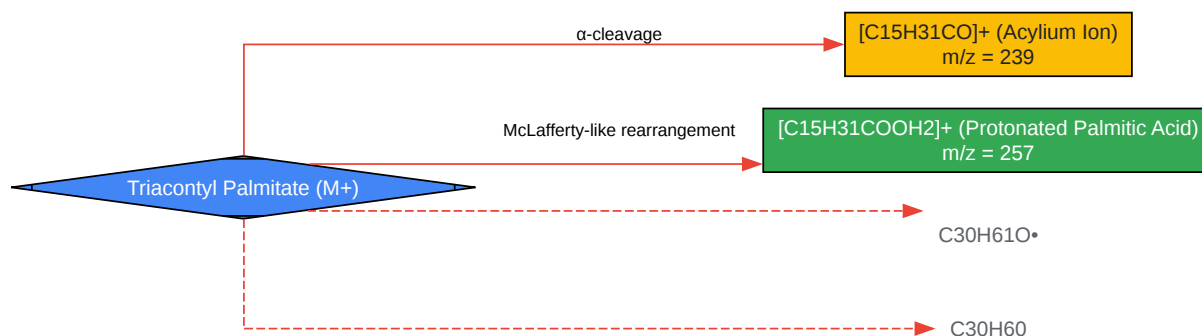 α-cleavage
[C15H31CO]+ (Acylium Ion)
m/z = 239
McLafferty-like rearrangement
[C15H31COOH2]+ (Protonated Palmitic Acid)
m/z = 257
Triacontyl Palmitate (M+)
C30H61O•
C30H60